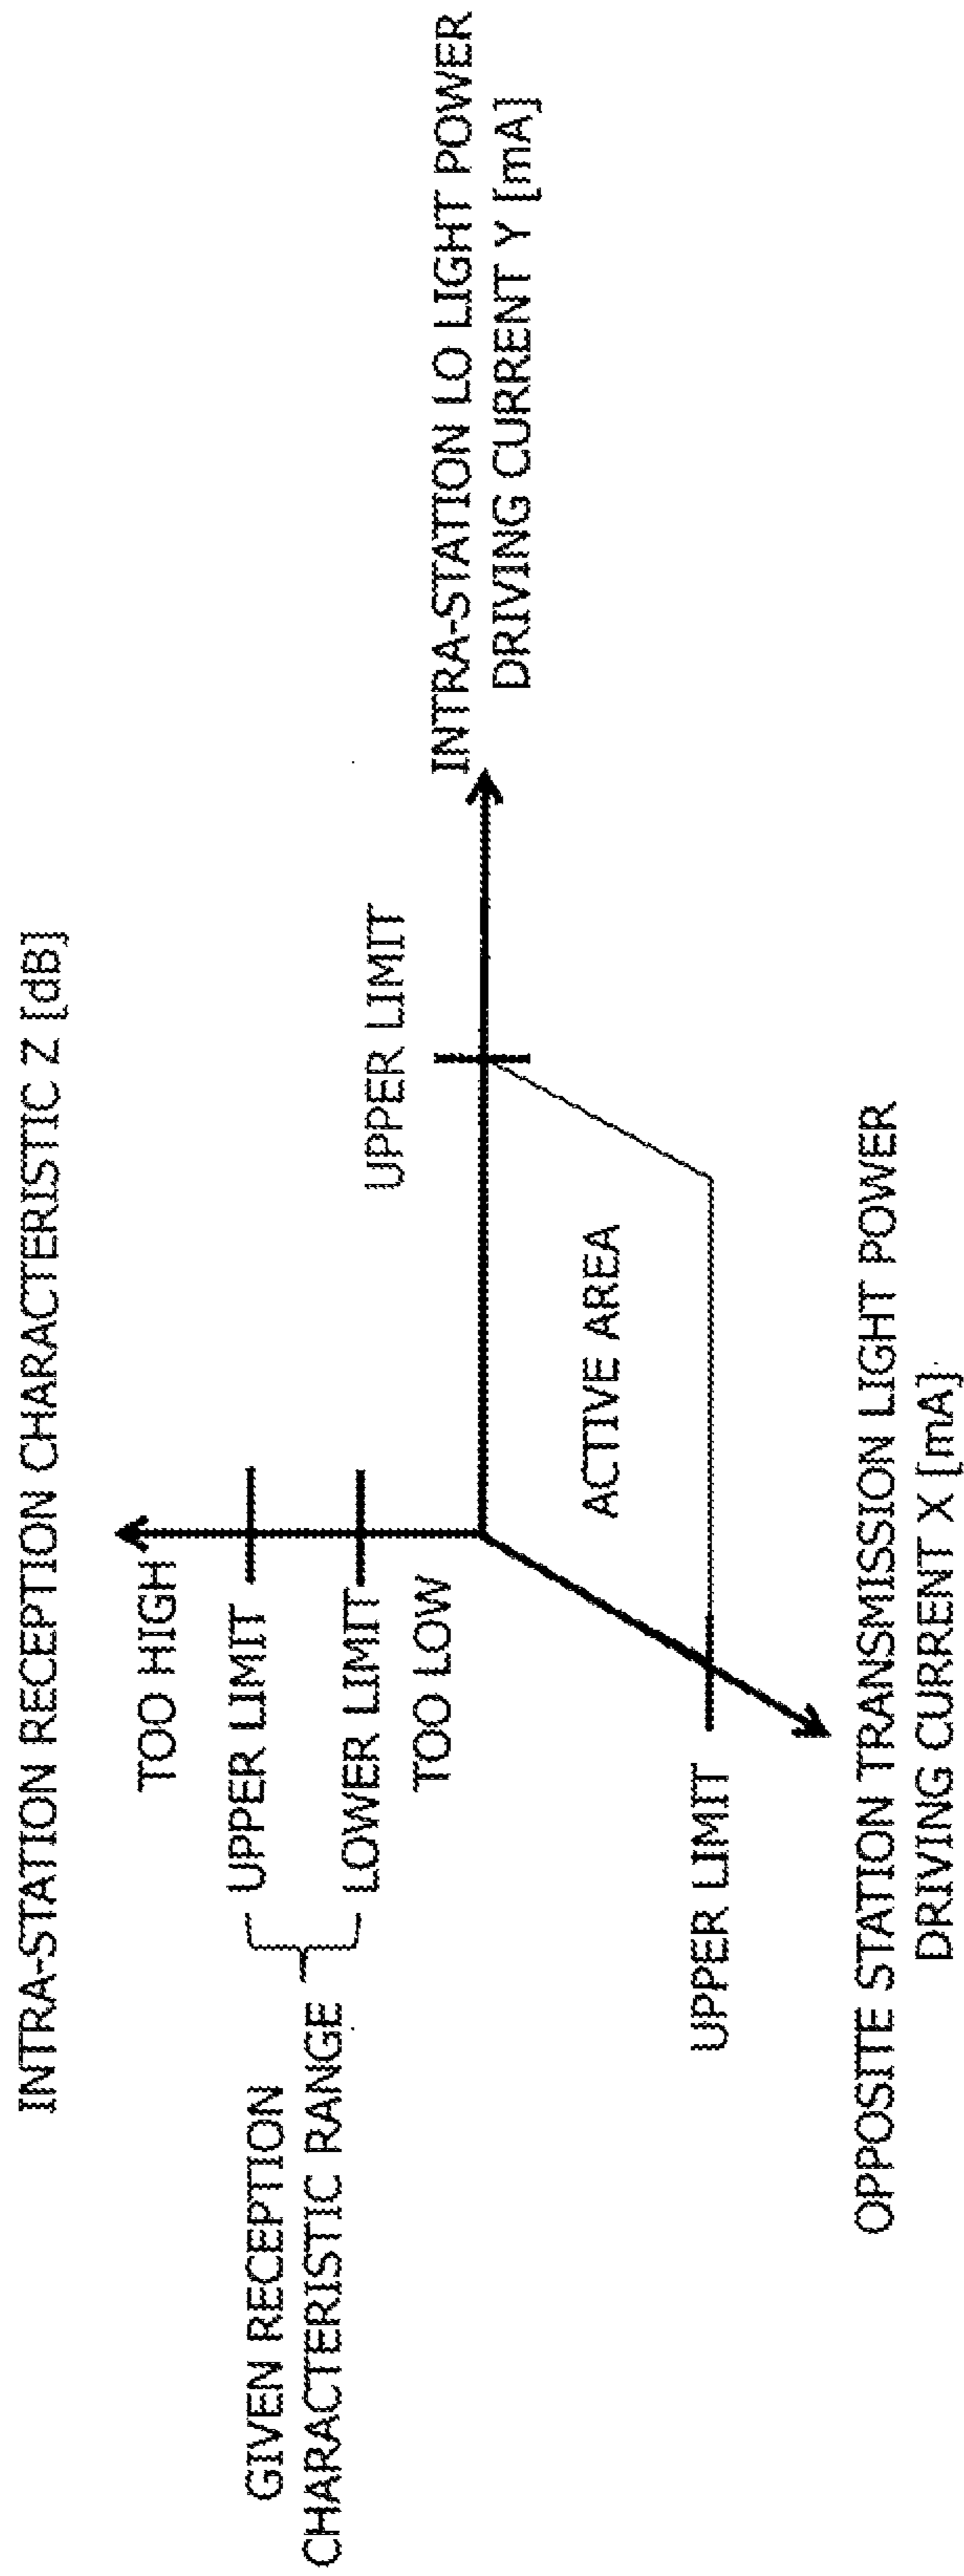 INTRA-STATION RECEPTION CHARACTERISTIC Z [dB]
TOO HIGH
UPPER LIMIT
LOWER LIMIT
TOO LOW
GIVEN RECEPTION
CHARACTERISTIC RANGE
UPPER LIMIT
INTRA-STATION LO LIGHT POWER
DRIVING CURRENT Y [mA]
ACTIVE AREA
UPPER LIMIT
OPPOSITE STATION TRANSMISSION LIGHT POWER
DRIVING CURRENT X [mA]